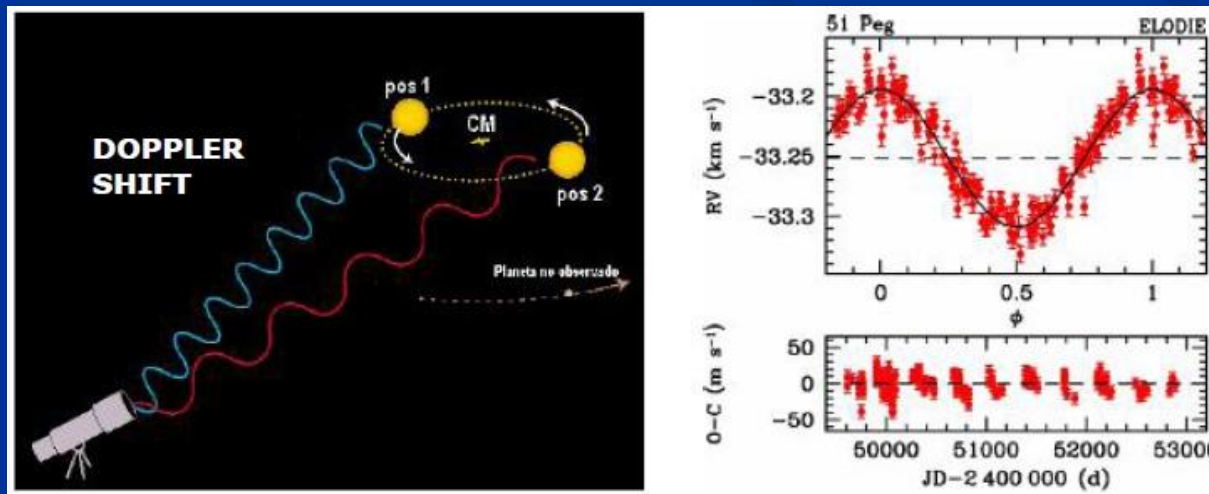 DOPPLER
SHIFT
pos 1
CM
pos 2
Planeta no observado
51 Peg ELODIE
RV (km s⁻¹)
-33.2
-33.25
-33.3
0 0.5 1
ϕ
O-C (m s⁻¹)
50
0
-50
50000 51000 52000 53000
JD-2 400 000 (d)